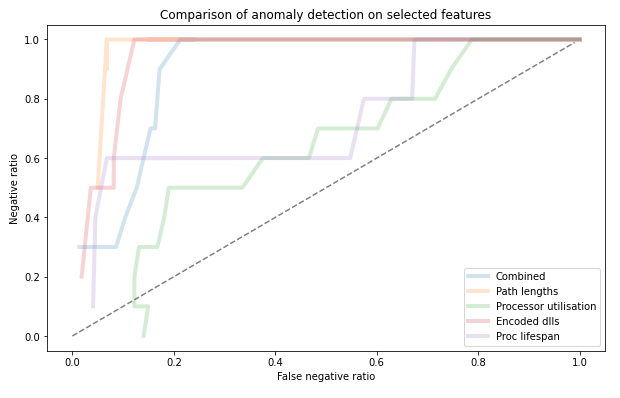 Comparison of anomaly detection on selected features
Negative ratio
1.0
0.8
0.6
0.4
0.2
0.0
0.0 0.2 0.4 0.6 0.8 1.0
False negative ratio
Combined
Path lengths
Processor utilisation
Encoded dlls
Proc lifespan